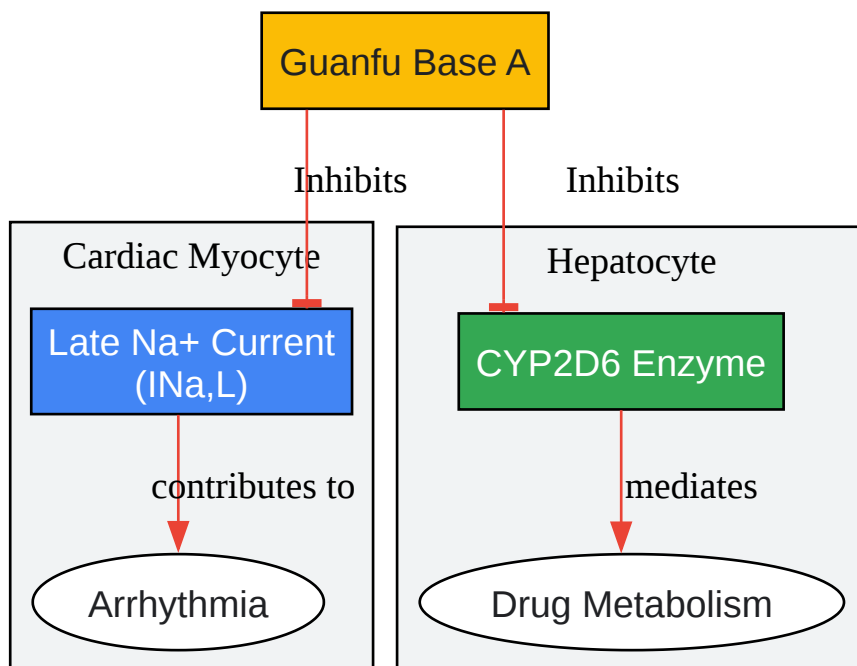 Guanfu Base A
Inhibits
Inhibits
Cardiac Myocyte
Hepatocyte
Late Na+ Current
(INa,L)
CYP2D6 Enzyme
contributes to
mediates
Arrhythmia
Drug Metabolism